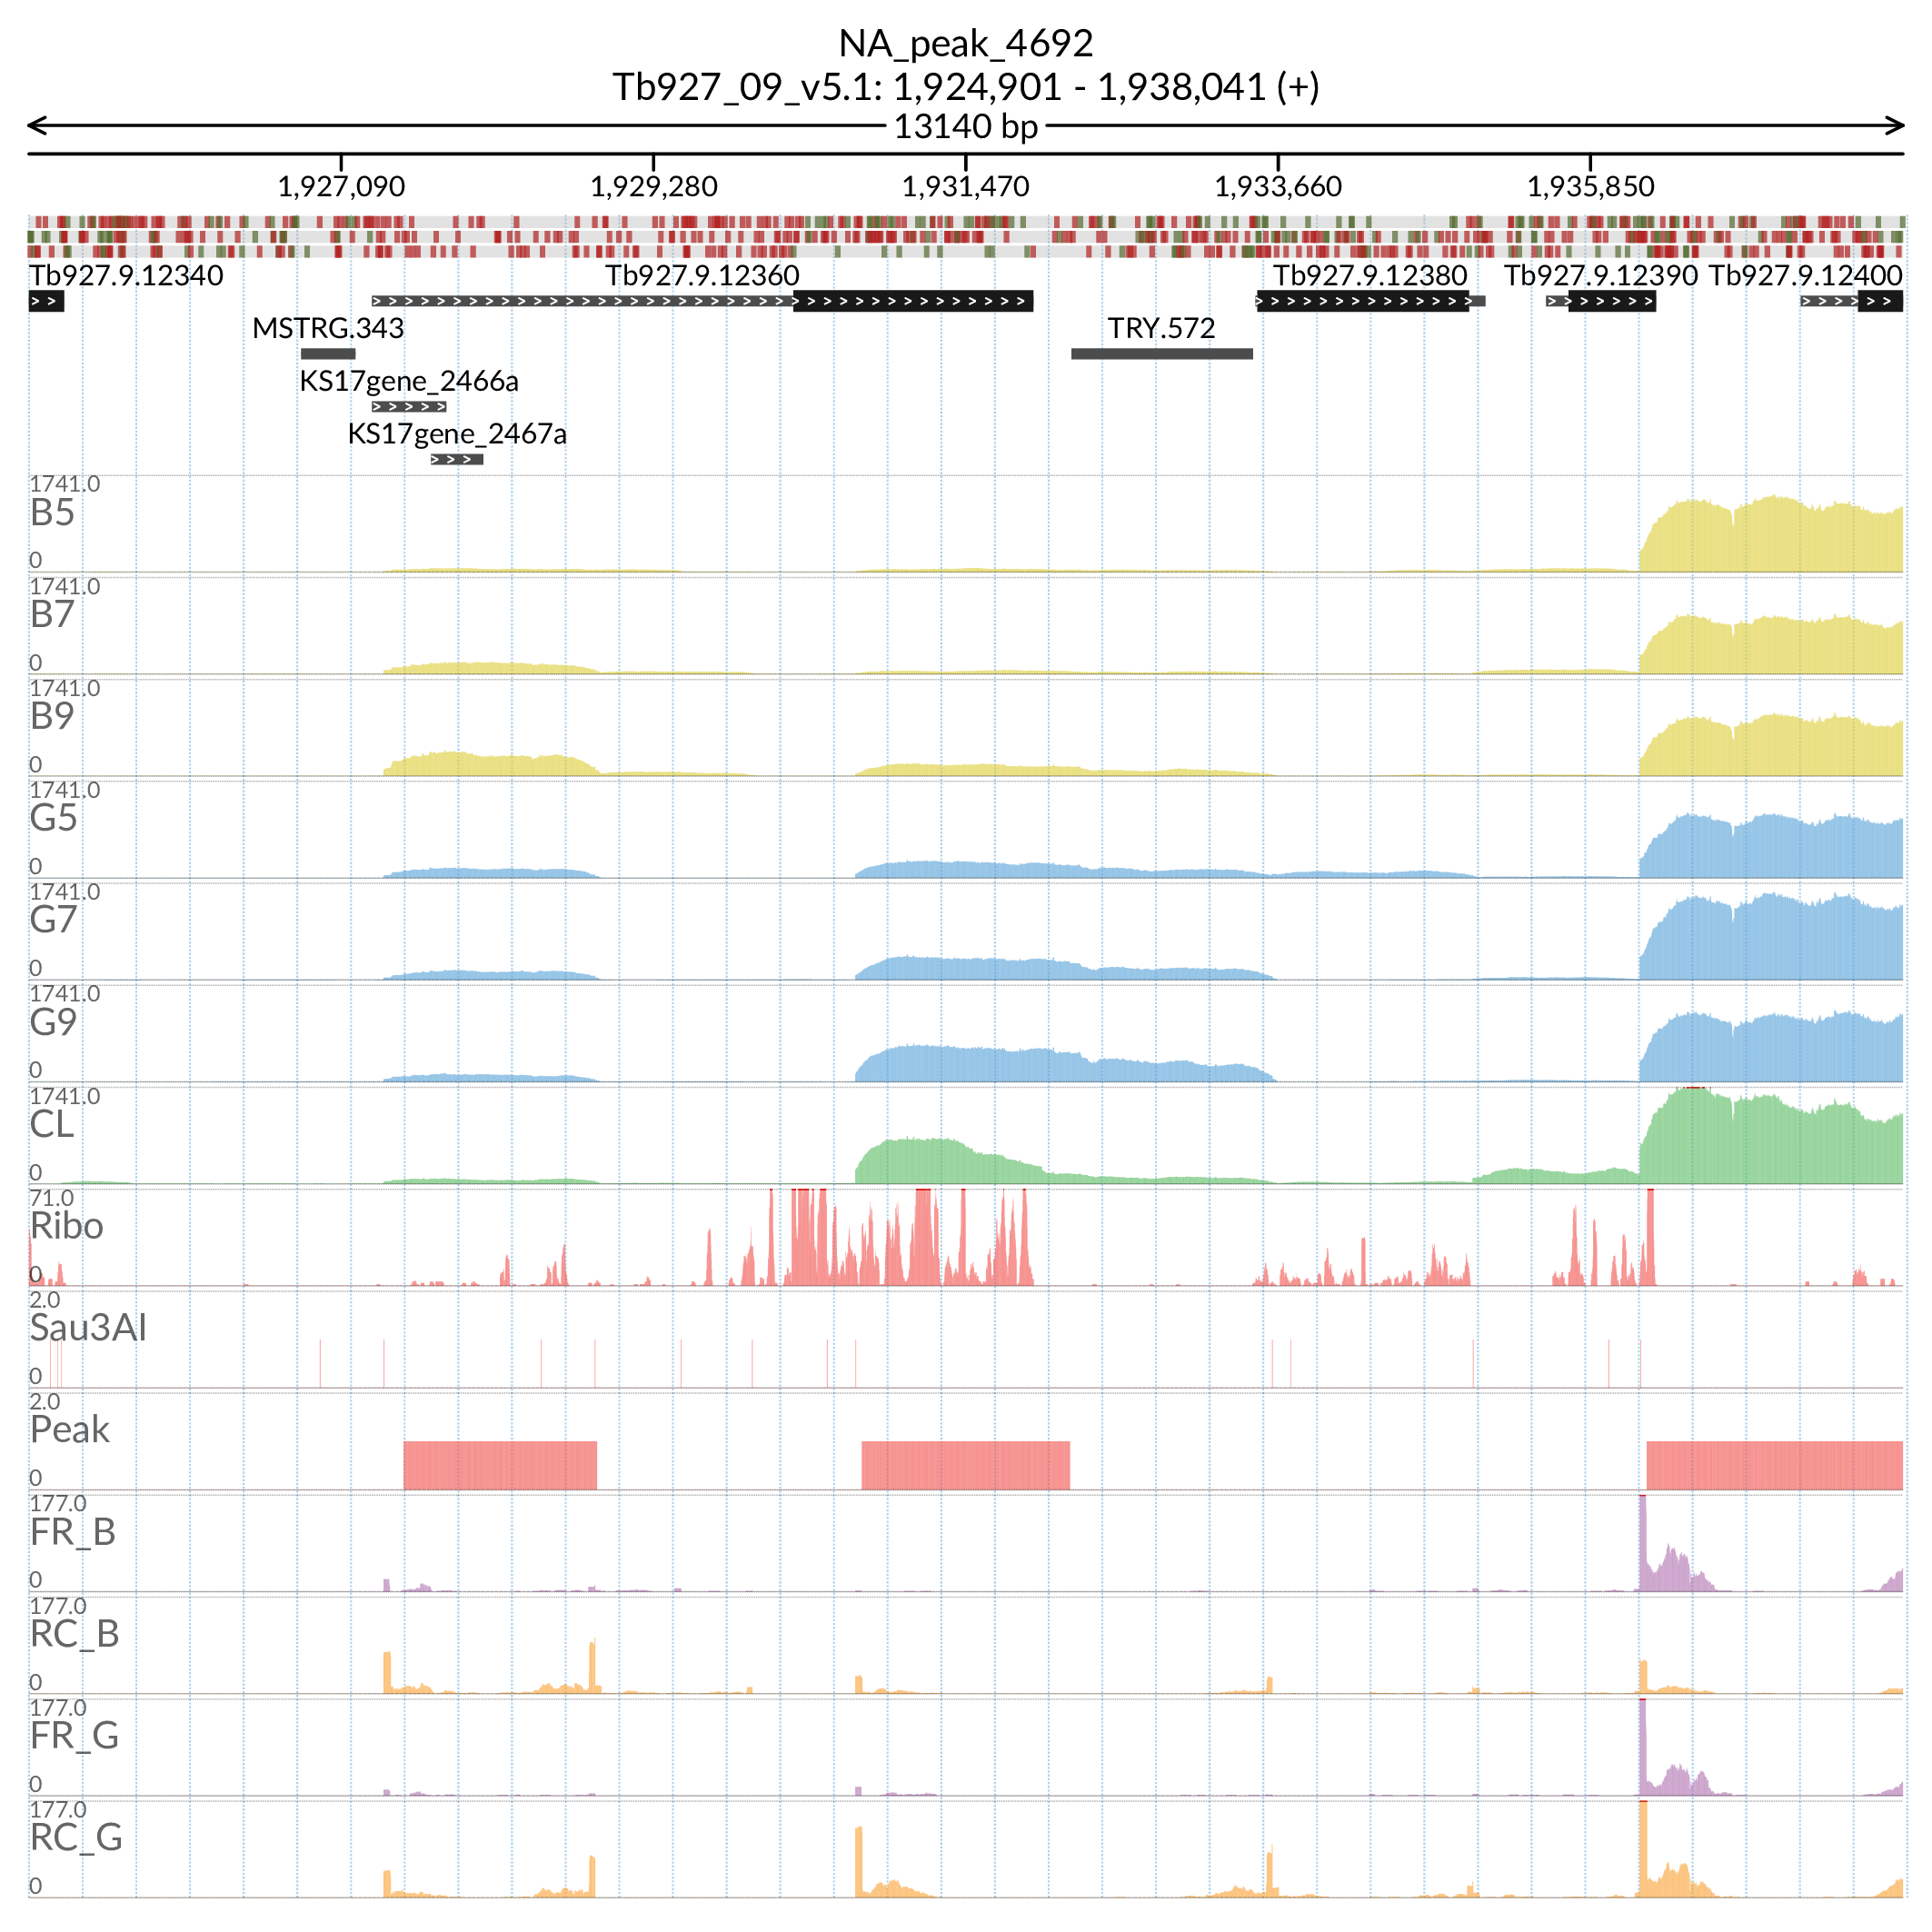 NA_peak_4692
Tb927_09_v5.1: 1,924,901 - 1,938,041 (+)
13140 bp
1,927,090 1,929,280 1,931,470 1,933,660 1,935,850
Tb927.9.12340 Tb927.9.12360 Tb927.9.12380 Tb927.9.12390 Tb927.9.12400
MSTRG.343 TRY.572
KS17gene_2466a
KS17gene_2467a
1741.0
B5
0
1741.0
B7
0
1741.0
B9
0
1741.0
G5
0
1741.0
G7
0
1741.0
G9
0
1741.0
CL
0
71.0
Ribo
0
2.0
Sau3AI
0
2.0
Peak
0
177.0
FR_B
0
177.0
RC_B
0
177.0
FR_G
0
177.0
RC_G
0